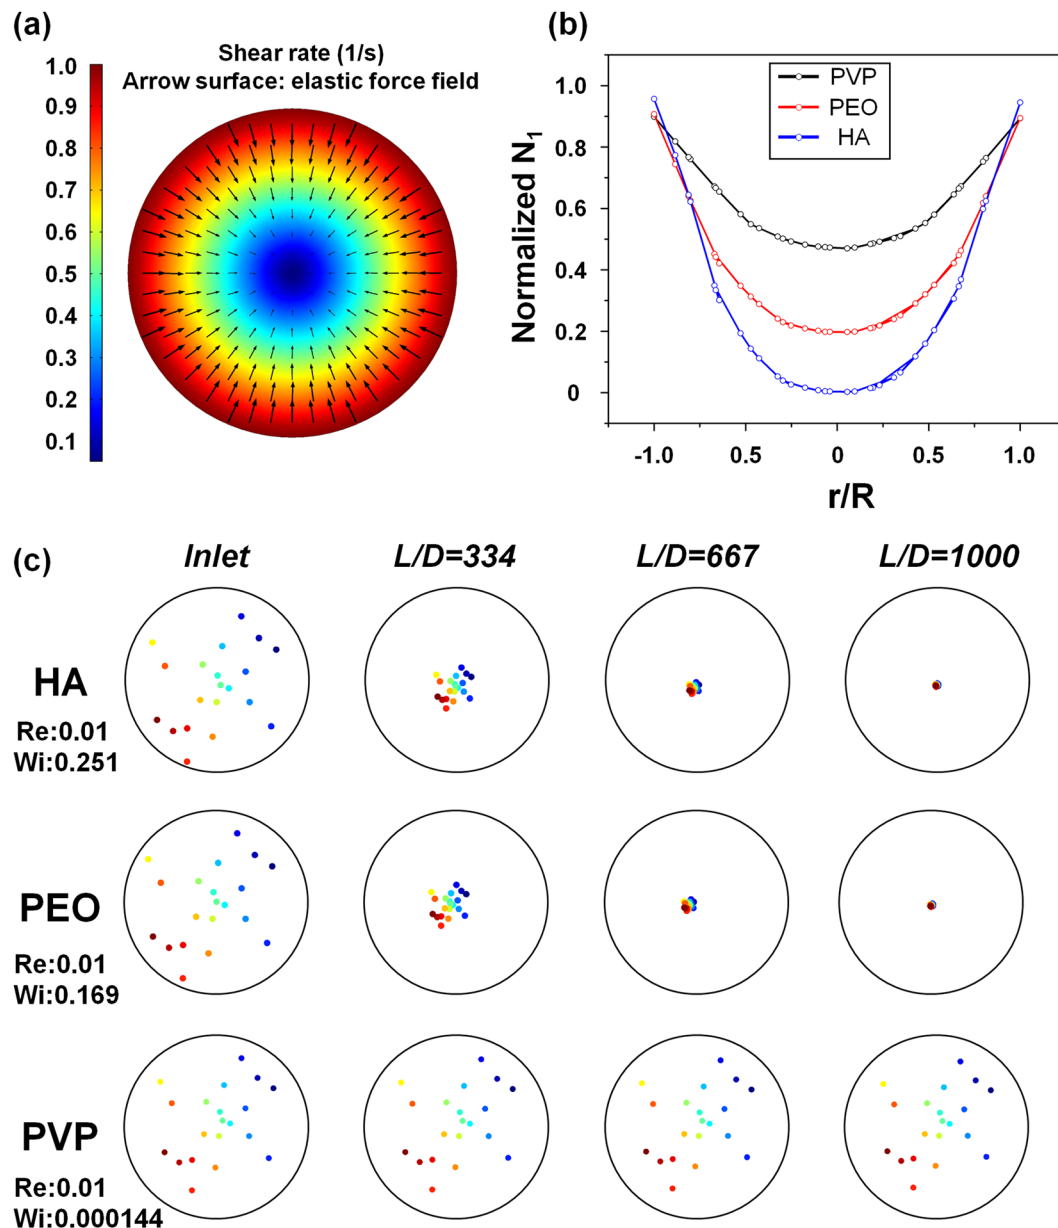 (a)
Shear rate (1/s)
Arrow surface: elastic force field
1.0
0.9
0.8
0.7
0.6
0.5
0.4
0.3
0.2
0.1
(b)
PVP
PEO
HA
Normalized N1
1.0
0.8
0.6
0.4
0.2
0
-1.0 0.5 0 0.5 1.0
r/R
(c)
Inlet L/D=334 L/D=667 L/D=1000
HA
Re:0.01
Wi:0.251
PEO
Re:0.01
Wi:0.169
PVP
Re:0.01
Wi:0.000144